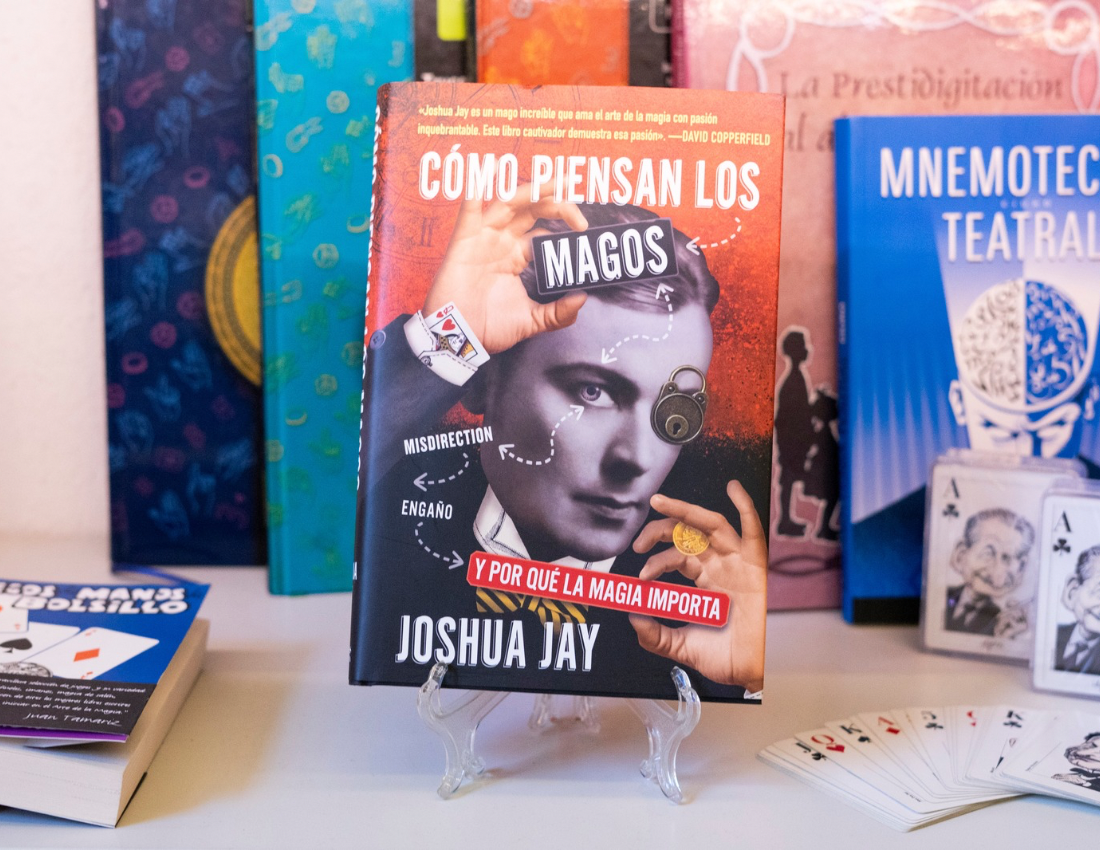 «Joshua Jay es un mago increíble que ama el arte de la magia con pasión
inquebrantable. Este libro cautivador demuestra esa pasión». —DAVID COPPERFIELD
CÓMO PIENSAN LOS
MAGOS
MISDIRECTION
ENGAÑO
Y POR QUÉ LA MAGIA IMPORTA
JOSHUA JAY
La Prestidigitación
al
MNEMOTEC
TEATRAL
MANJS
BOLSILLO
Juan Tamariz
A
A
K